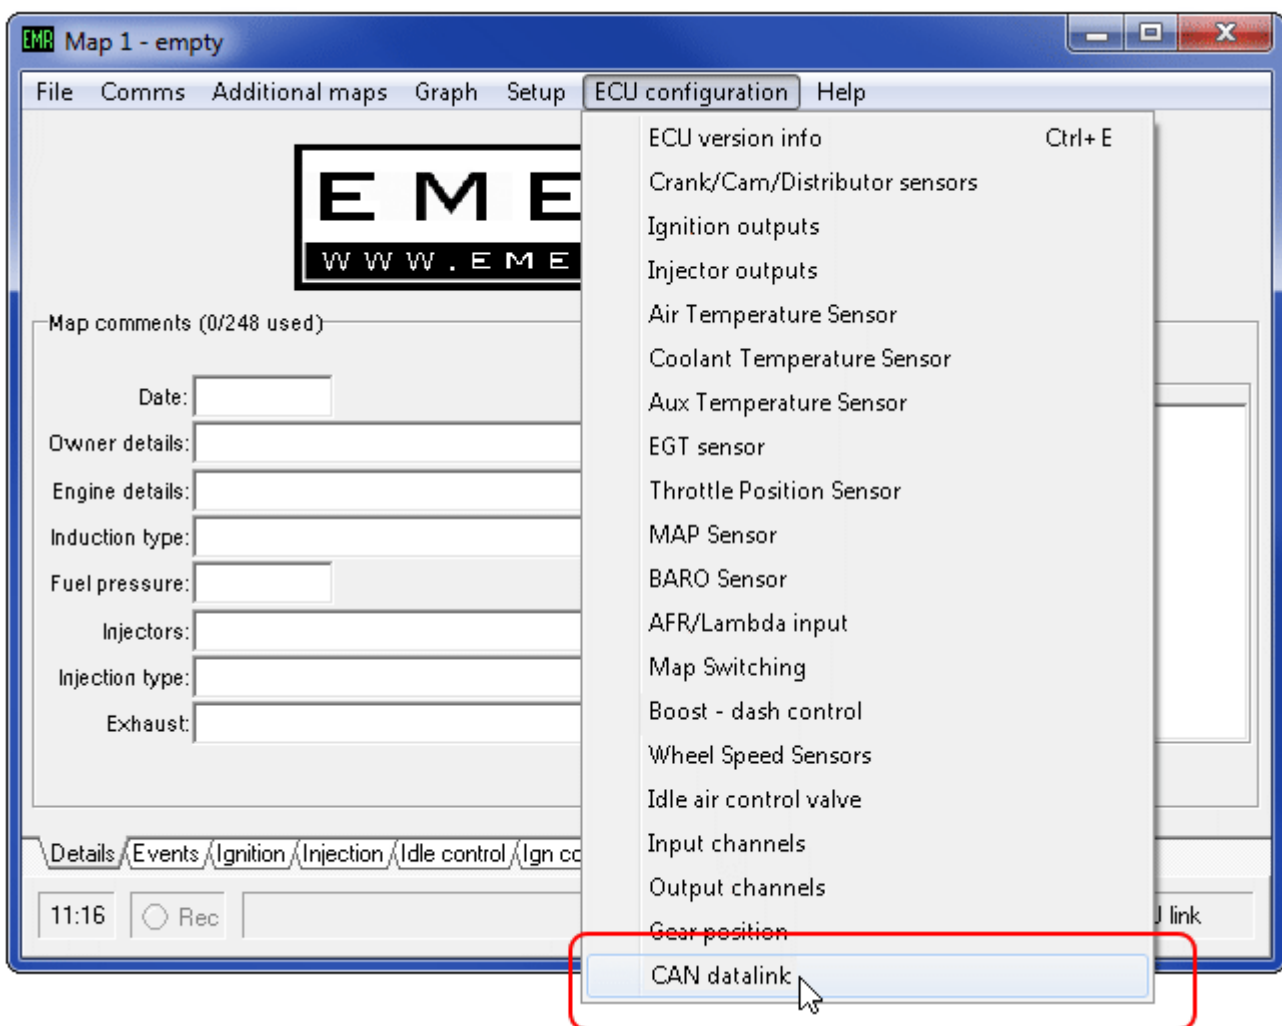 EMR Map 1 - empty
File Comms Additional maps Graph Setup ECU configuration Help
ECU version info Ctrl+E
Crank/Cam/Distributor sensors
Ignition outputs
Injector outputs
Air Temperature Sensor
Coolant Temperature Sensor
Aux Temperature Sensor
EGT sensor
Throttle Position Sensor
MAP Sensor
BARO Sensor
AFR/Lambda input
Map Switching
Boost - dash control
Wheel Speed Sensors
Idle air control valve
Input channels
Output channels
Gear position
CAN datalink
EME
WWW.EME
Map comments (0/248 used)
Date:
Owner details:
Engine details:
Induction type:
Fuel pressure:
Injectors:
Injection type:
Exhaust:
Details Events Ignition Injection Idle control Ign co
11:16 Rec link